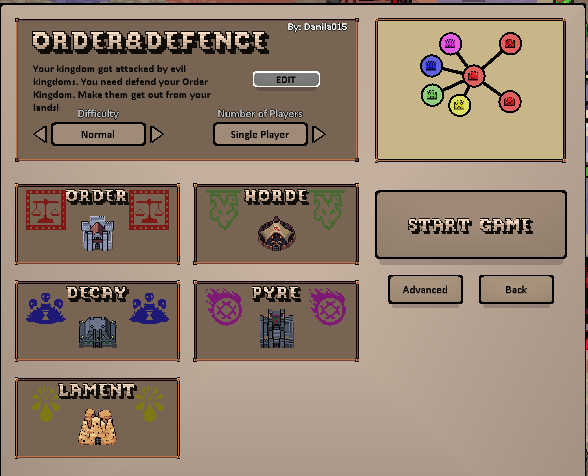 By: Danila015
ORDER&DEFENCE
Your kingdom got attacked by evil
kingdoms. You need defend your Order
Kingdom. Make them get out from your
lands!
EDIT
Difficulty
Number of Players
Normal
Single Player
ORDER
HORDE
START GAME
DECAY
PYRE
Advanced
Back
LAMENT